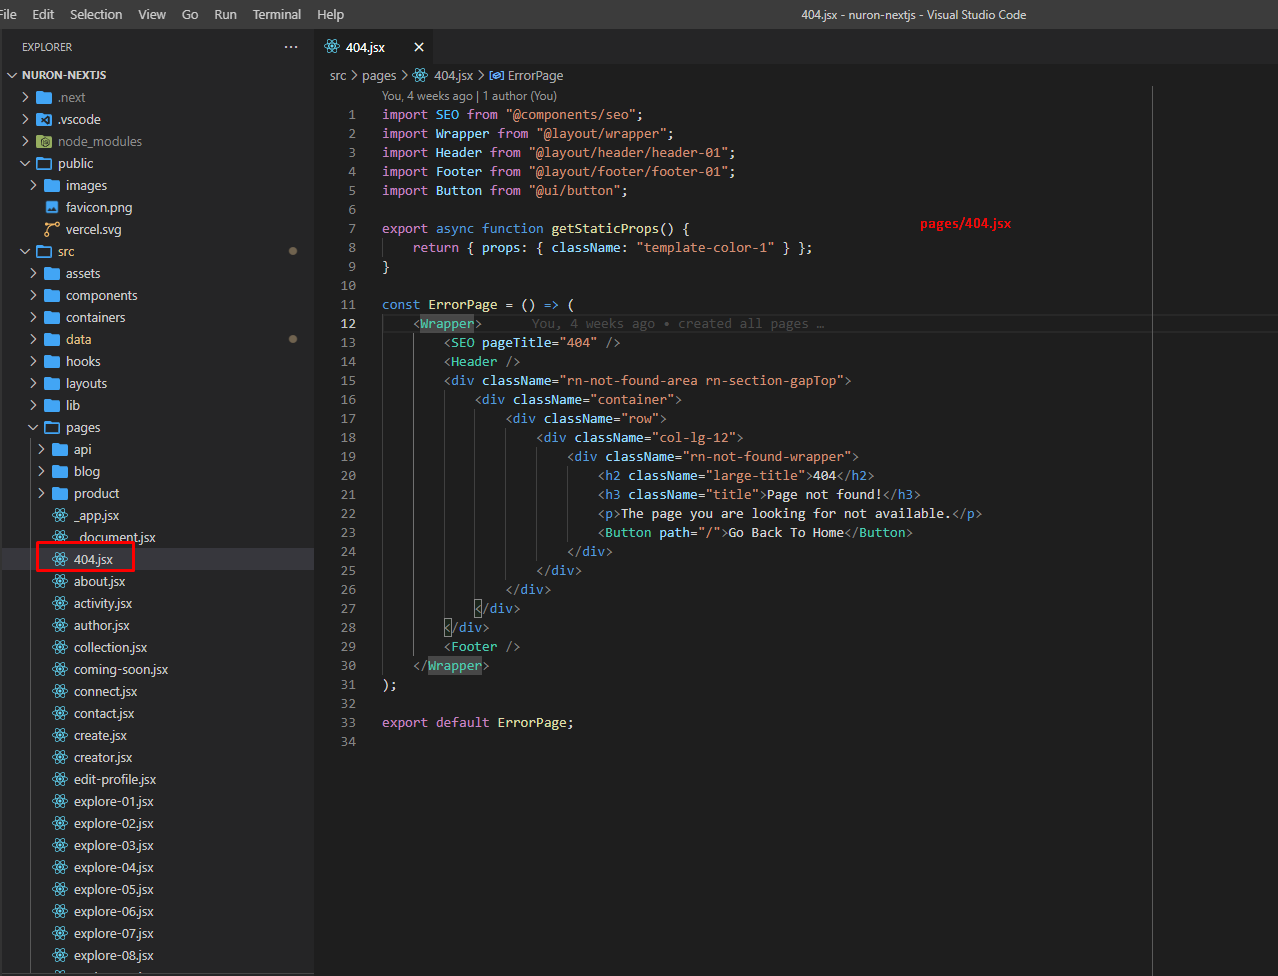 File Edit Selection View Go Run Terminal Help
404.jsx - nuron-nextjs - Visual Studio Code
EXPLORER
NURON-NEXTJS
.next
.vscode
node_modules
public
images
favicon.png
vercel.svg
src
assets
components
containers
data
hooks
layouts
lib
pages
api
blog
product
_app.jsx
_document.jsx
404.jsx
about.jsx
activity.jsx
author.jsx
collection.jsx
coming-soon.jsx
connect.jsx
contact.jsx
create.jsx
creator.jsx
edit-profile.jsx
explore-01.jsx
explore-02.jsx
explore-03.jsx
explore-04.jsx
explore-05.jsx
explore-06.jsx
explore-07.jsx
explore-08.jsx
404.jsx
src > pages > 404.jsx > ErrorPage
You, 4 weeks ago | 1 author (You)
1 import SEO from "@components/seo";
2 import Wrapper from "@layout/wrapper";
3 import Header from "@layout/header/header-01";
4 import Footer from "@layout/footer/footer-01";
5 import Button from "@ui/button";
6
7 export async function getStaticProps() {
pages/404.jsx
8     return { props: { className: "template-color-1" } };
9 }
10
11 const ErrorPage = () => (
12     <Wrapper> You, 4 weeks ago • created all pages …
13         <SEO pageTitle="404" />
14         <Header />
15         <div className="rn-not-found-area rn-section-gapTop">
16             <div className="container">
17                 <div className="row">
18                     <div className="col-lg-12">
19                         <div className="rn-not-found-wrapper">
20                             <h2 className="large-title">404</h2>
21                             <h3 className="title">Page not found!</h3>
22                             <p>The page you are looking for not available.</p>
23                             <Button path="/">Go Back To Home</Button>
24                         </div>
25                     </div>
26                 </div>
27             </div>
28         </div>
29         <Footer />
30     </Wrapper>
31 );
32
33 export default ErrorPage;
34